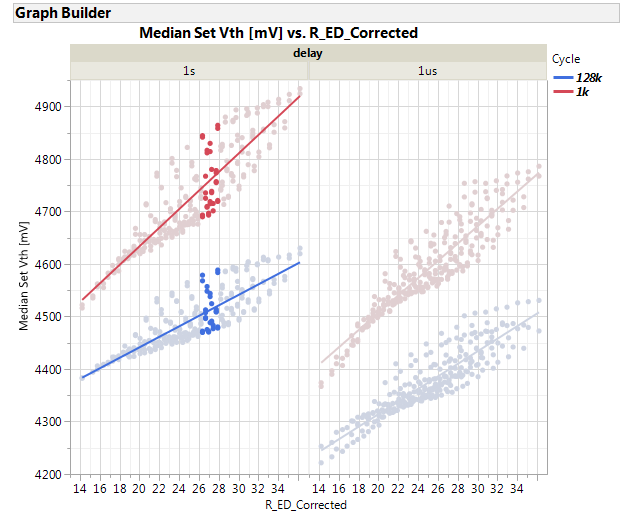 Graph Builder
Median Set Vth [mV] vs. R_ED_Corrected
delay
1s 1us
Cycle
128k
1k
Median Set Vth [mV]
4900
4800
4700
4600
4500
4400
4300
4200
14 16 18 20 22 24 26 28 30 32 34 14 16 18 20 22 24 26 28 30 32 34
R_ED_Corrected